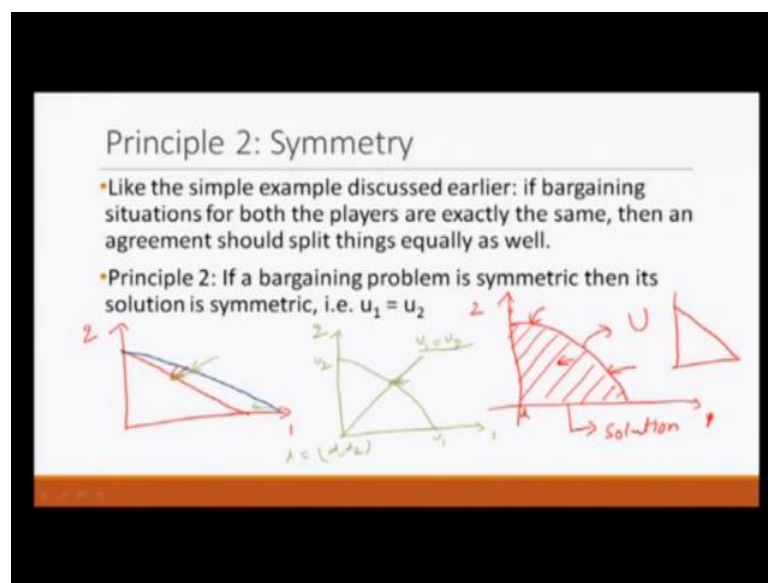 Principle 2: Symmetry
•Like the simple example discussed earlier: if bargaining
situations for both the players are exactly the same, then an
agreement should split things equally as well.
•Principle 2: If a bargaining problem is symmetric then its
solution is symmetric, i.e. u₁ = u₂
2
1
2
u₂
u₁ = u₂
u₁
1
2
U
solution
1